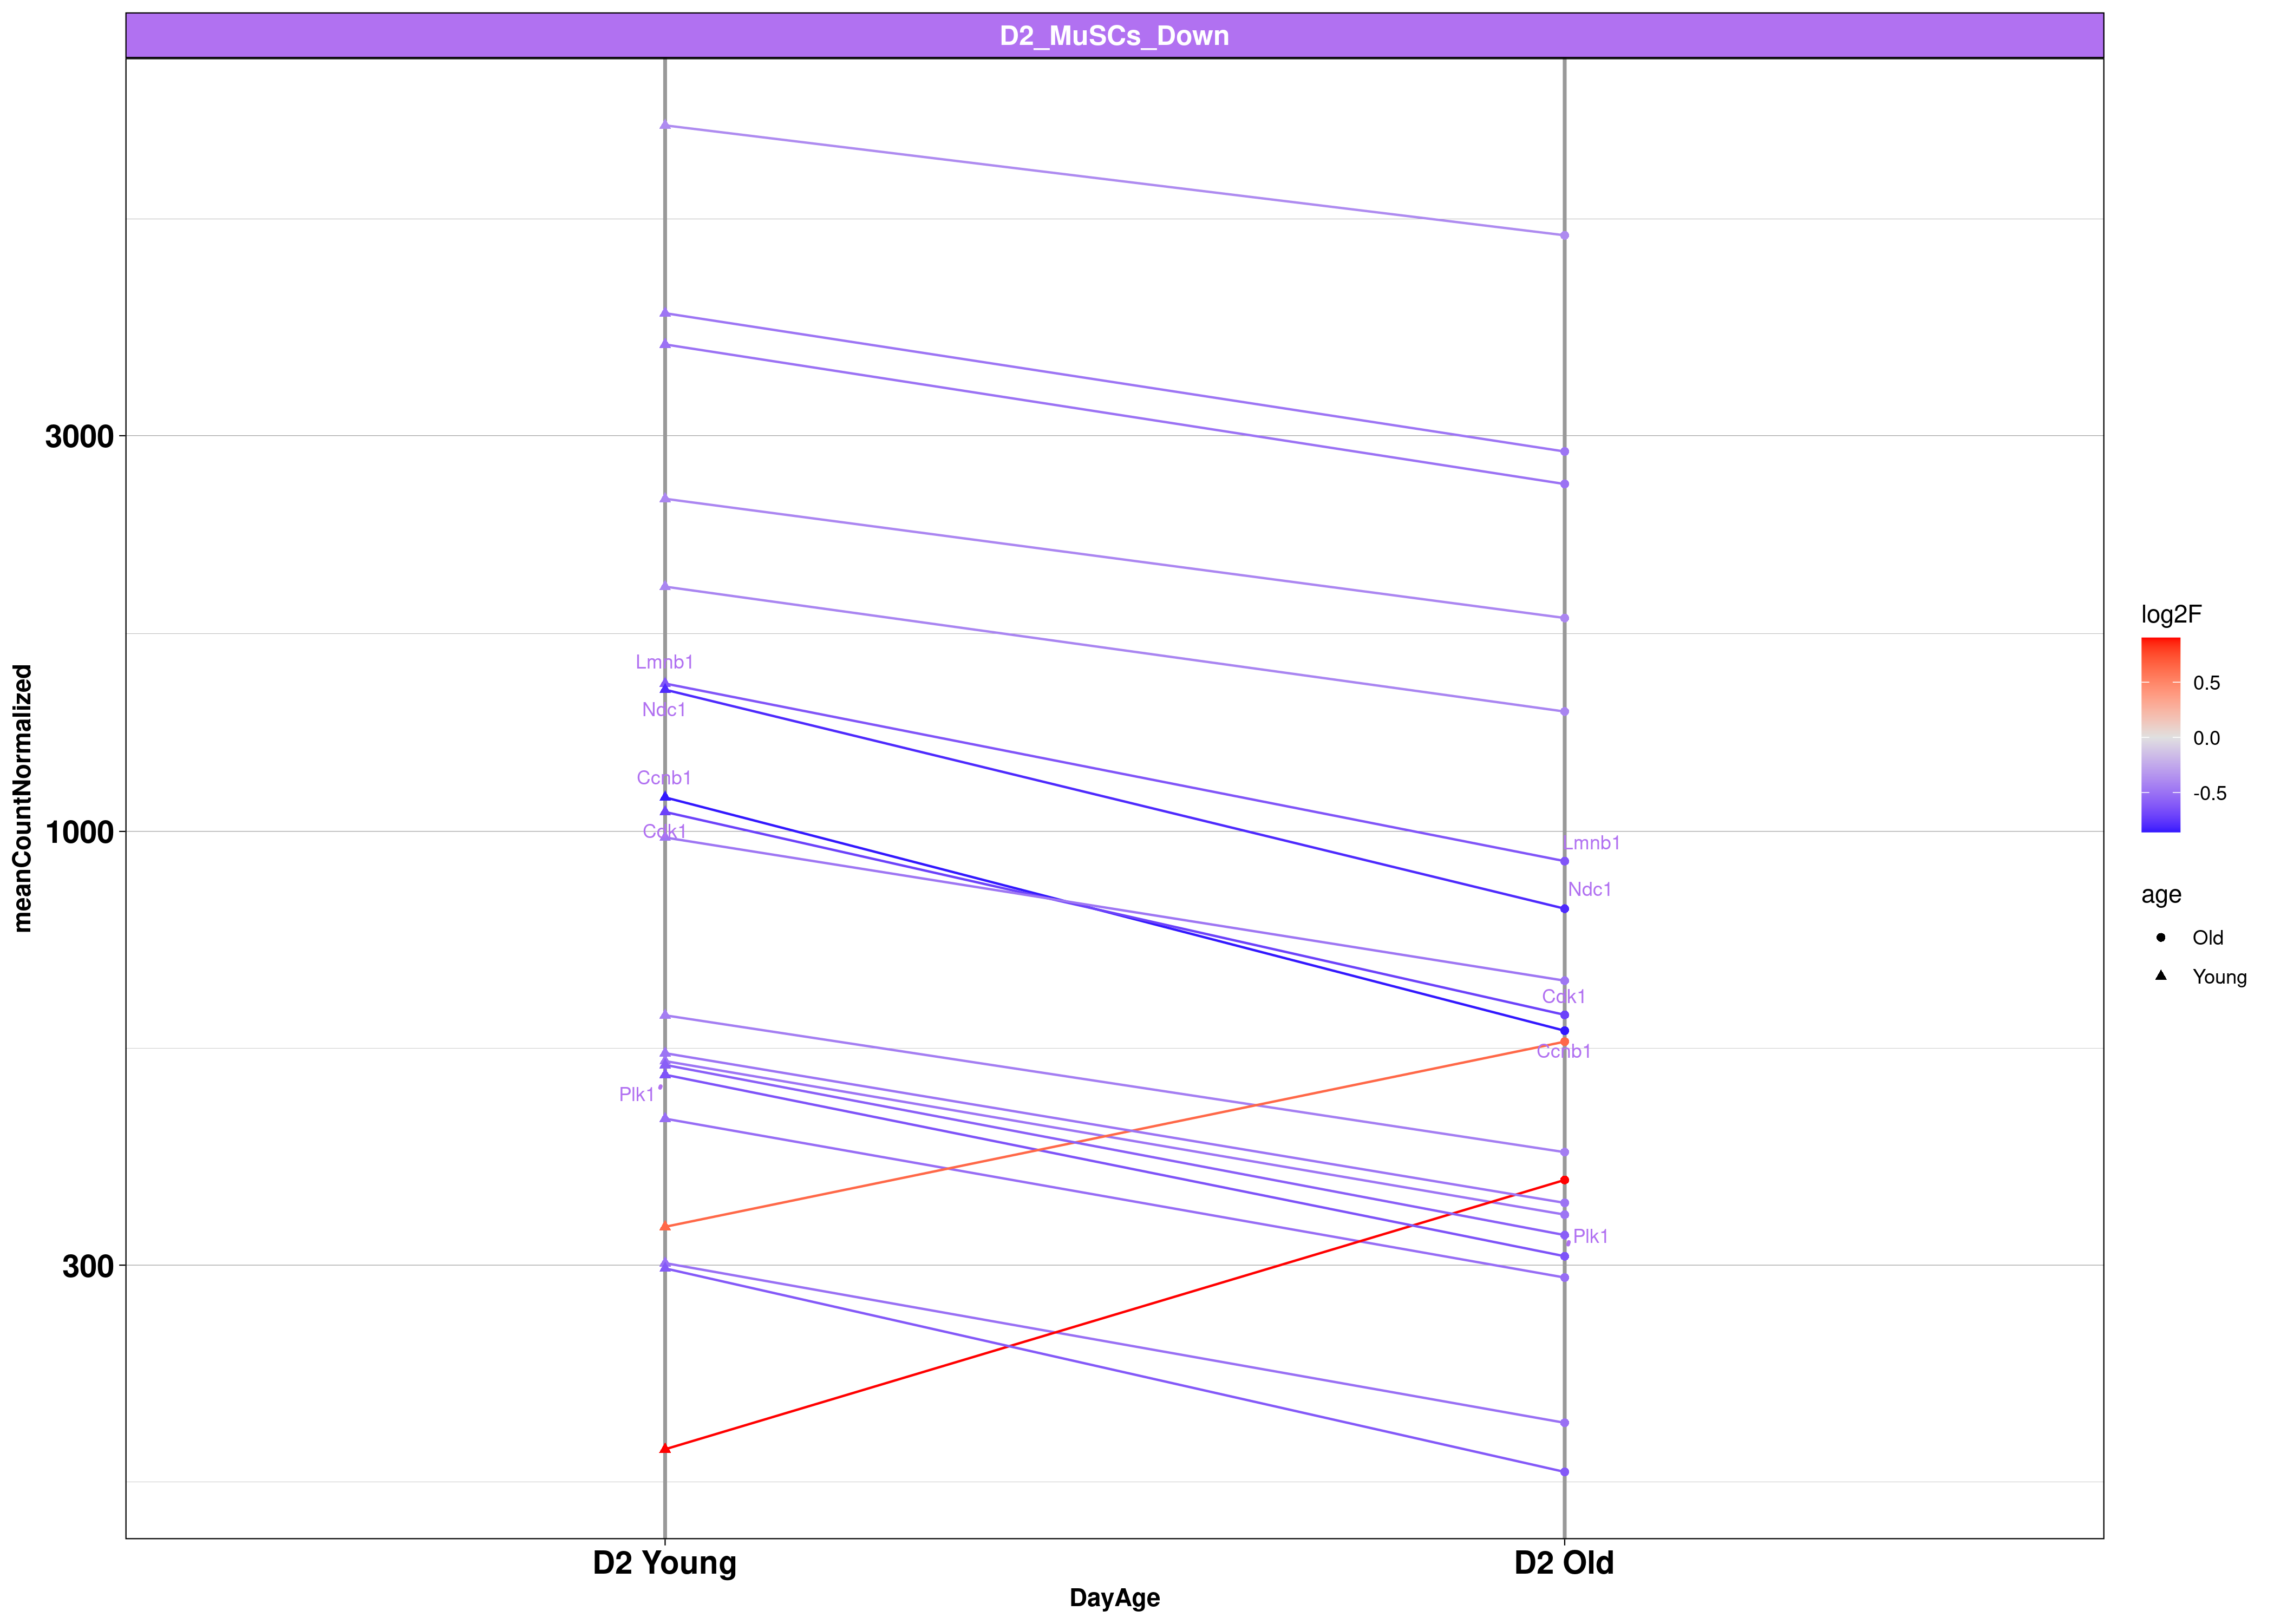 D2_MuSCs_Down
meanCountNormalized
3000
1000
300
Lmnb1
Ndc1
Ccnb1
Cdk1
Plk1
Lmnb1
Ndc1
Cdk1
Ccnb1
Plk1
D2 Young
D2 Old
DayAge
log2F
0.5
0.0
-0.5
age
Old
Young